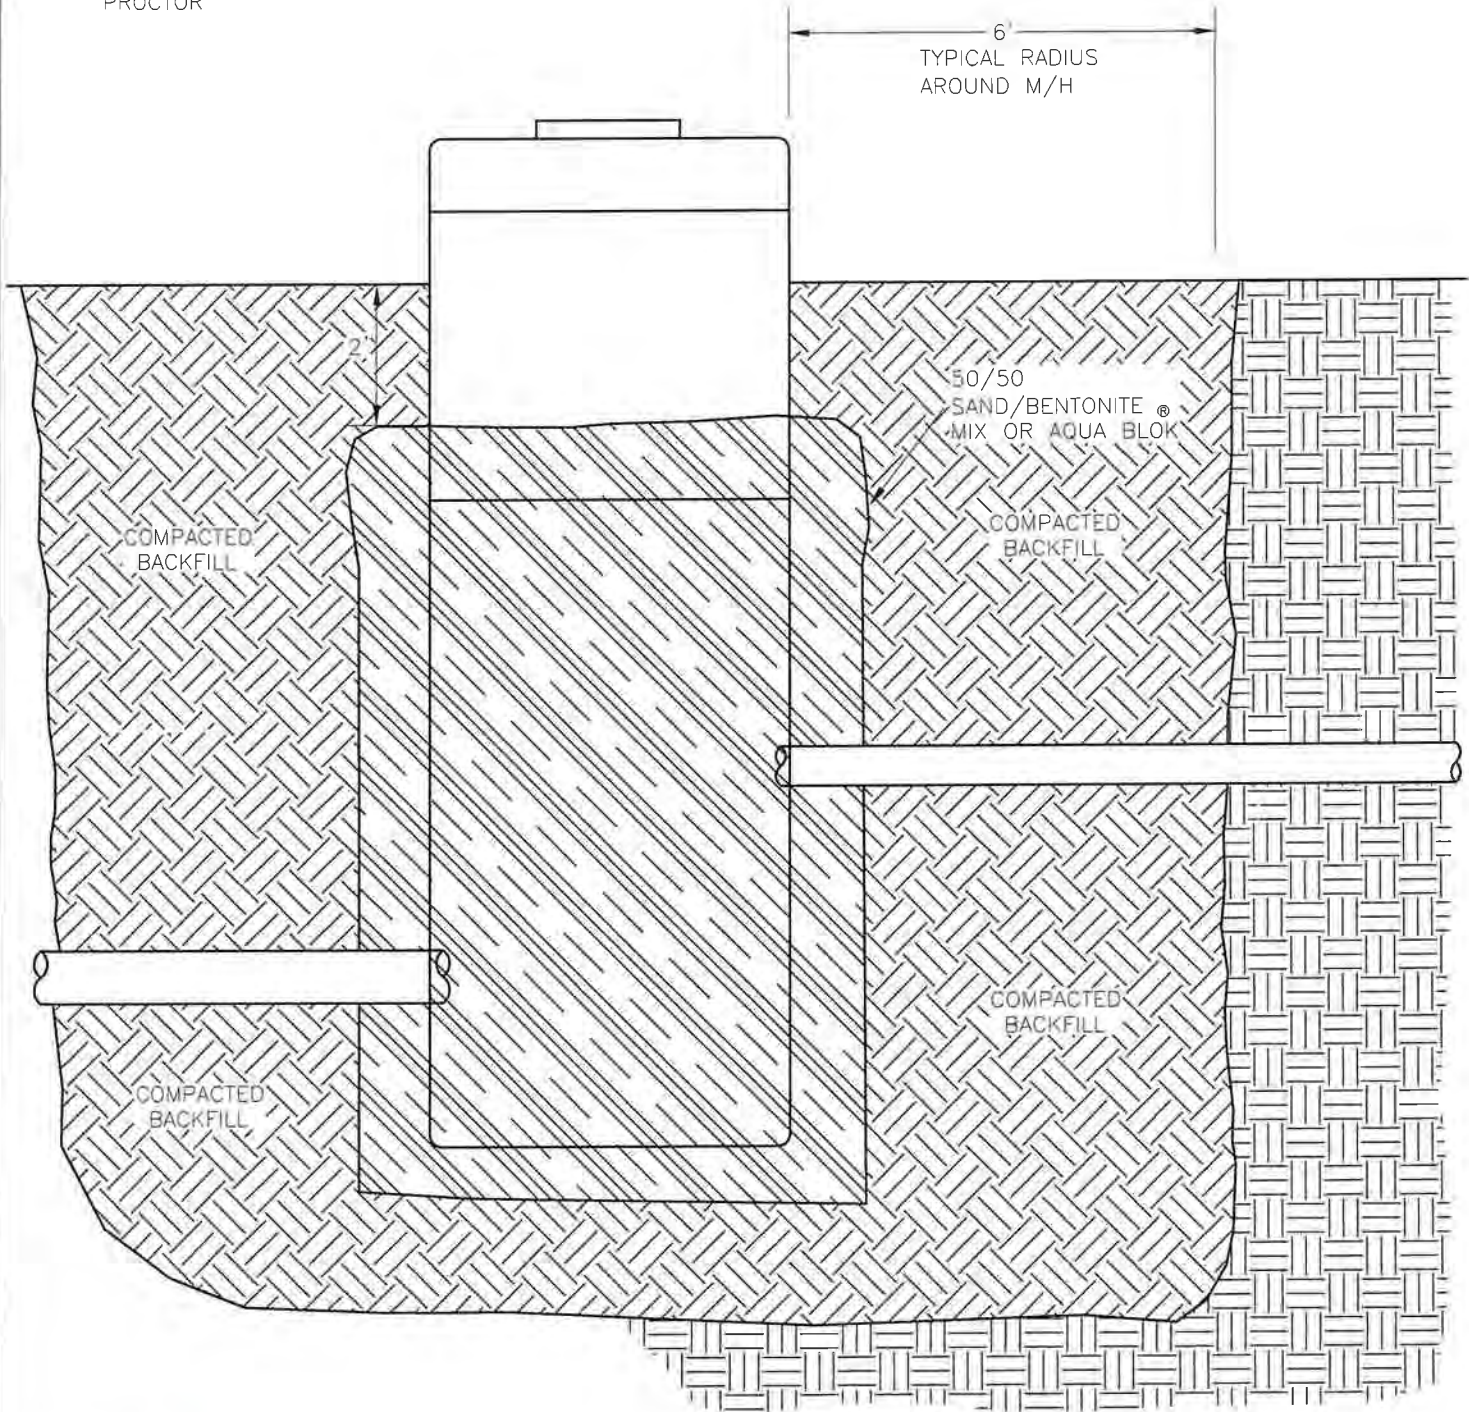 PROCTOR
6'
TYPICAL RADIUS
AROUND M/H
2'
50/50
SAND/BENTONITE ®
MIX OR AQUA BLOK
COMPACTED
BACKFILL
COMPACTED
BACKFILL
COMPACTED
BACKFILL
COMPACTED
BACKFILL